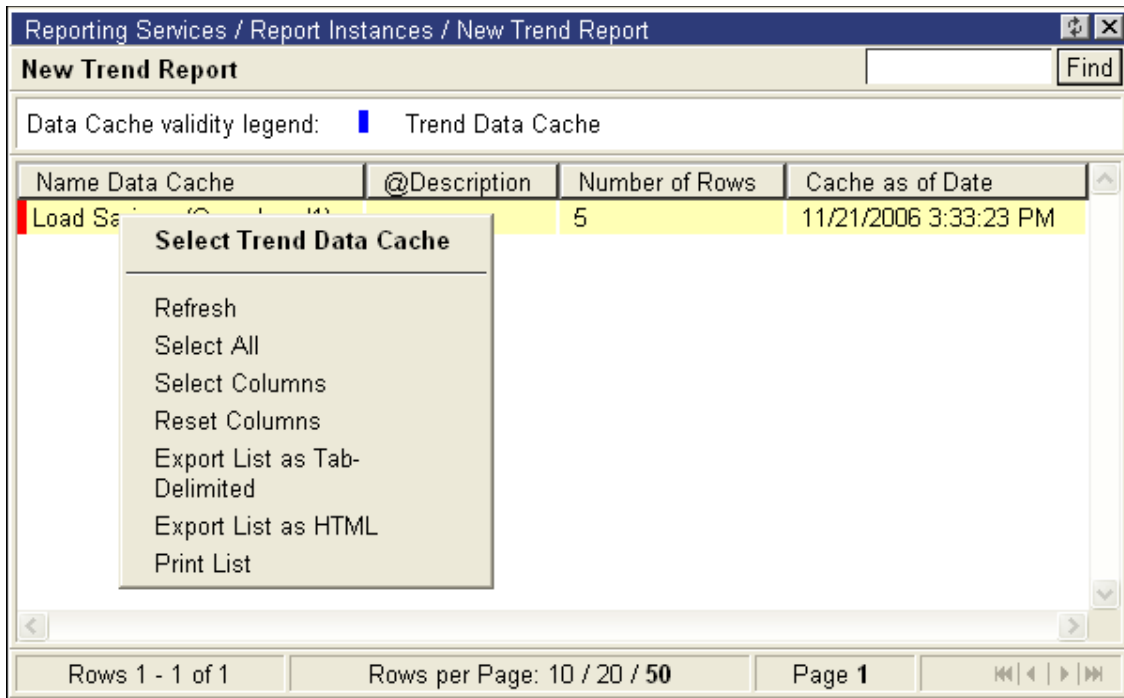 Reporting Services / Report Instances / New Trend Report
New Trend Report
Find
Data Cache validity legend: Trend Data Cache
Name Data Cache @Description Number of Rows Cache as of Date
Load 5 11/21/2006 3:33:23 PM
Select Trend Data Cache
Refresh
Select All
Select Columns
Reset Columns
Export List as Tab-
Delimited
Export List as HTML
Print List
Rows 1 - 1 of 1 Rows per Page: 10 / 20 / 50 Page 1